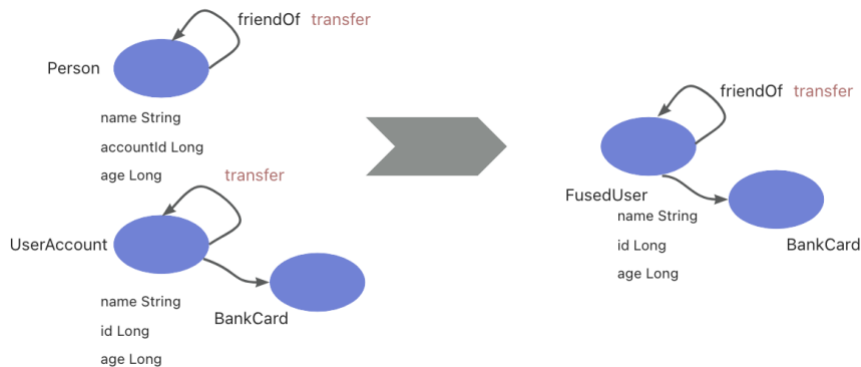 friendOf transfer
Person
name String
accountId Long
age Long
transfer
UserAccount
BankCard
name String
id Long
age Long
friendOf transfer
FusedUser
name String
id Long
age Long
BankCard